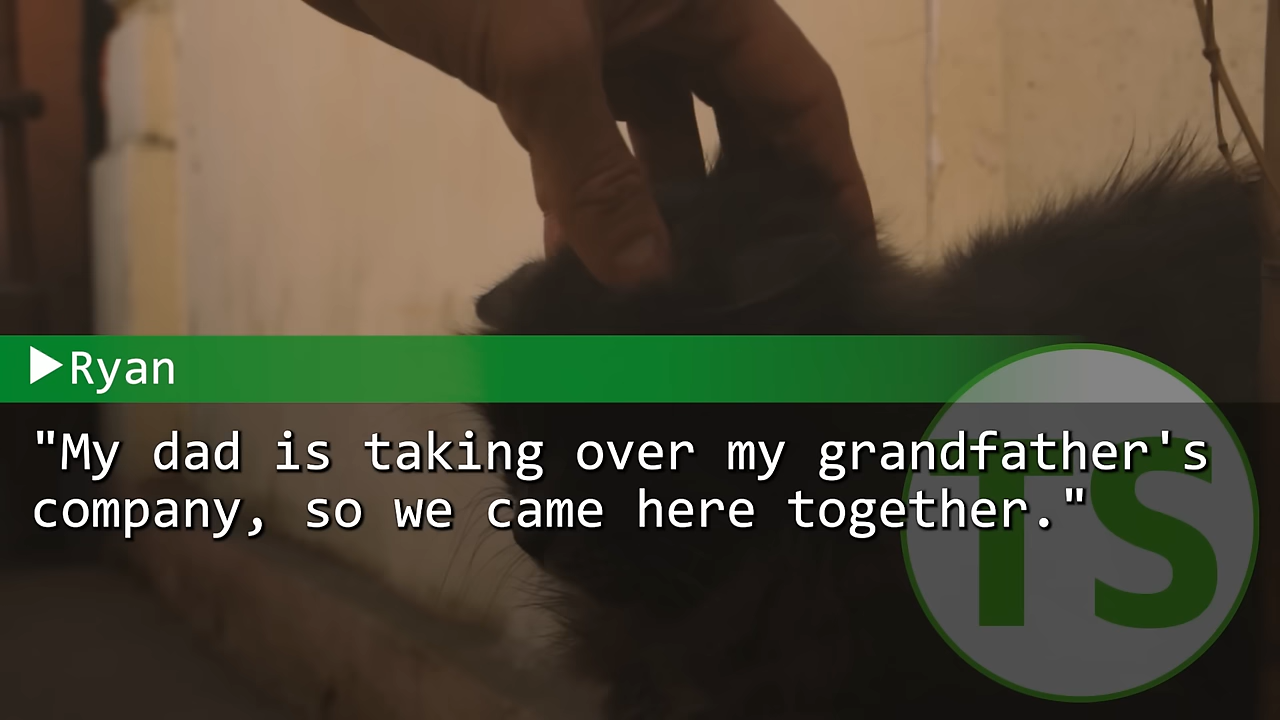 ▶Ryan
"My dad is taking over my grandfather's
company, so we came here together."
TS